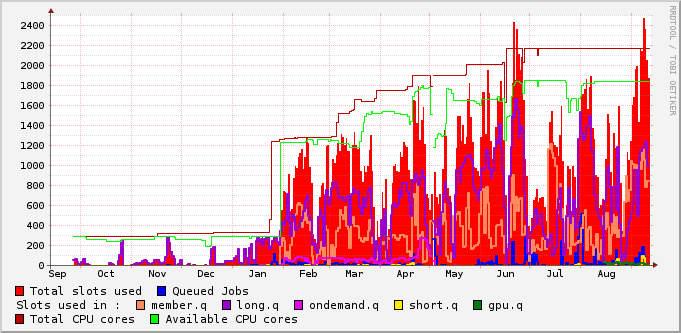 2400
2200
2000
1800
1600
1400
1200
1000
800
600
400
200
0
Sep Oct Nov Dec Jan Feb Mar Apr May Jun Jul Aug
RRDTOOL / TOBI OETIKER
Total slots used Queued Jobs
Slots used in : member.q long.q ondemand.q short.q gpu.q
Total CPU cores Available CPU cores